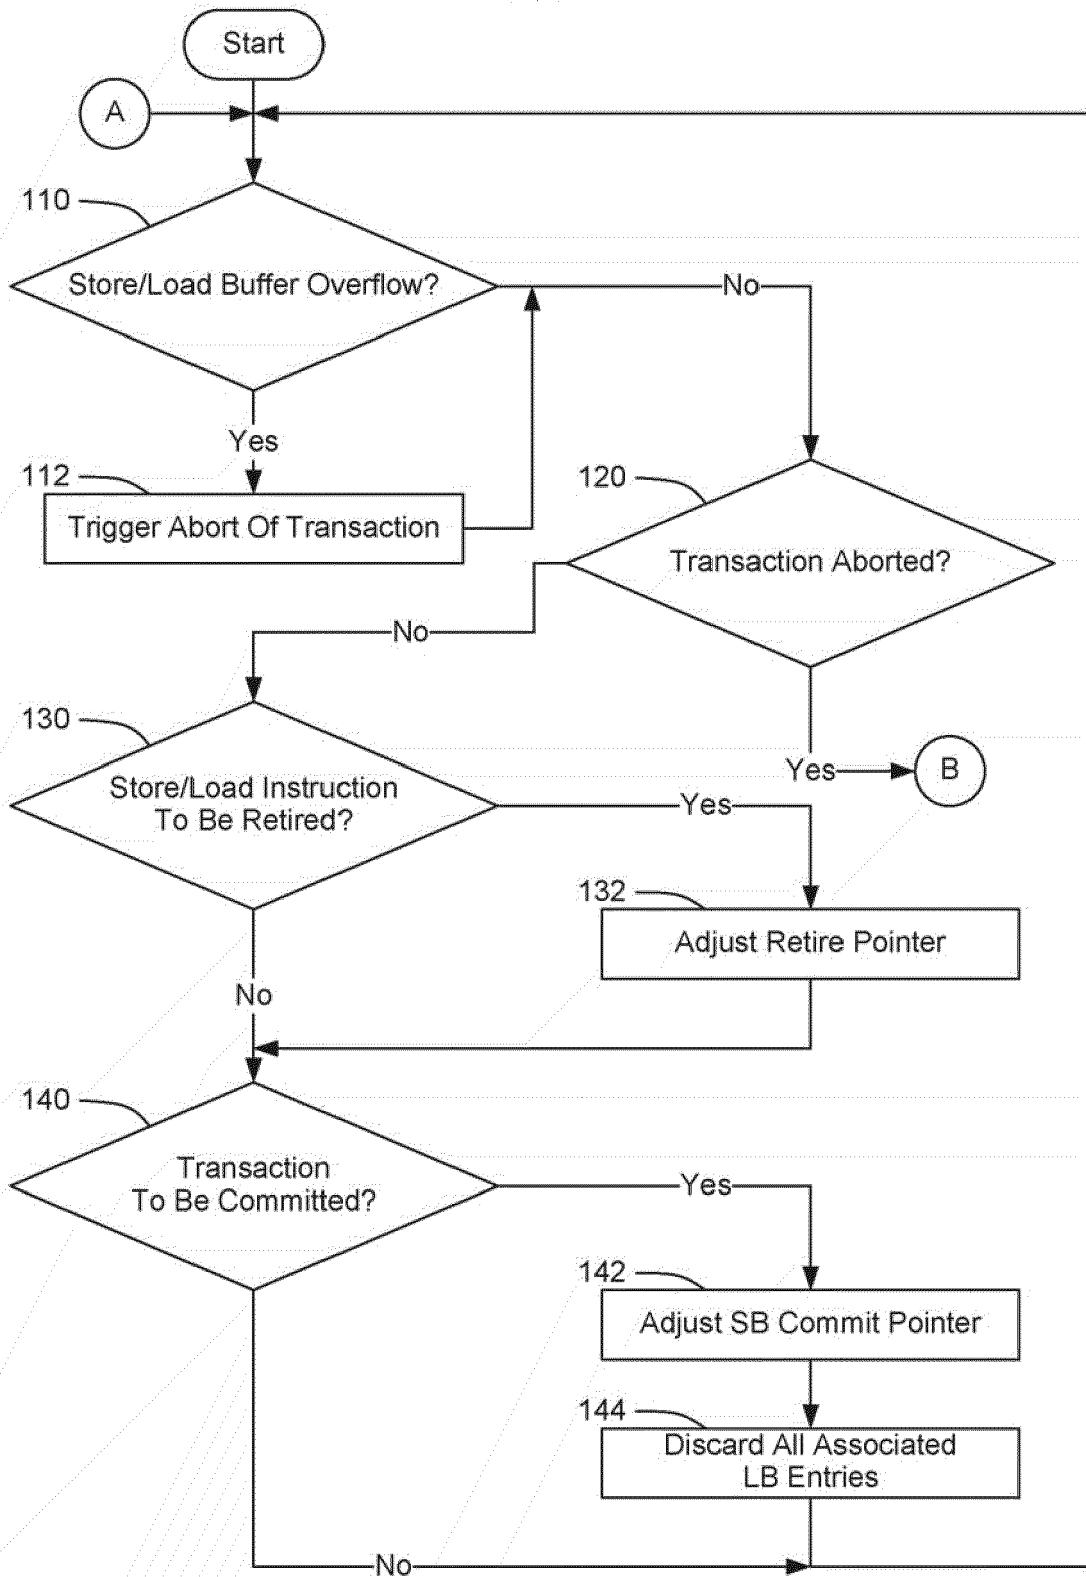 Start
A
110
Store/Load Buffer Overflow?
No
Yes
112
Trigger Abort Of Transaction
120
Transaction Aborted?
No
130
Store/Load Instruction
To Be Retired?
Yes
B
Yes
132
Adjust Retire Pointer
No
140
Transaction
To Be Committed?
Yes
142
Adjust SB Commit Pointer
144
Discard All Associated
LB Entries
No